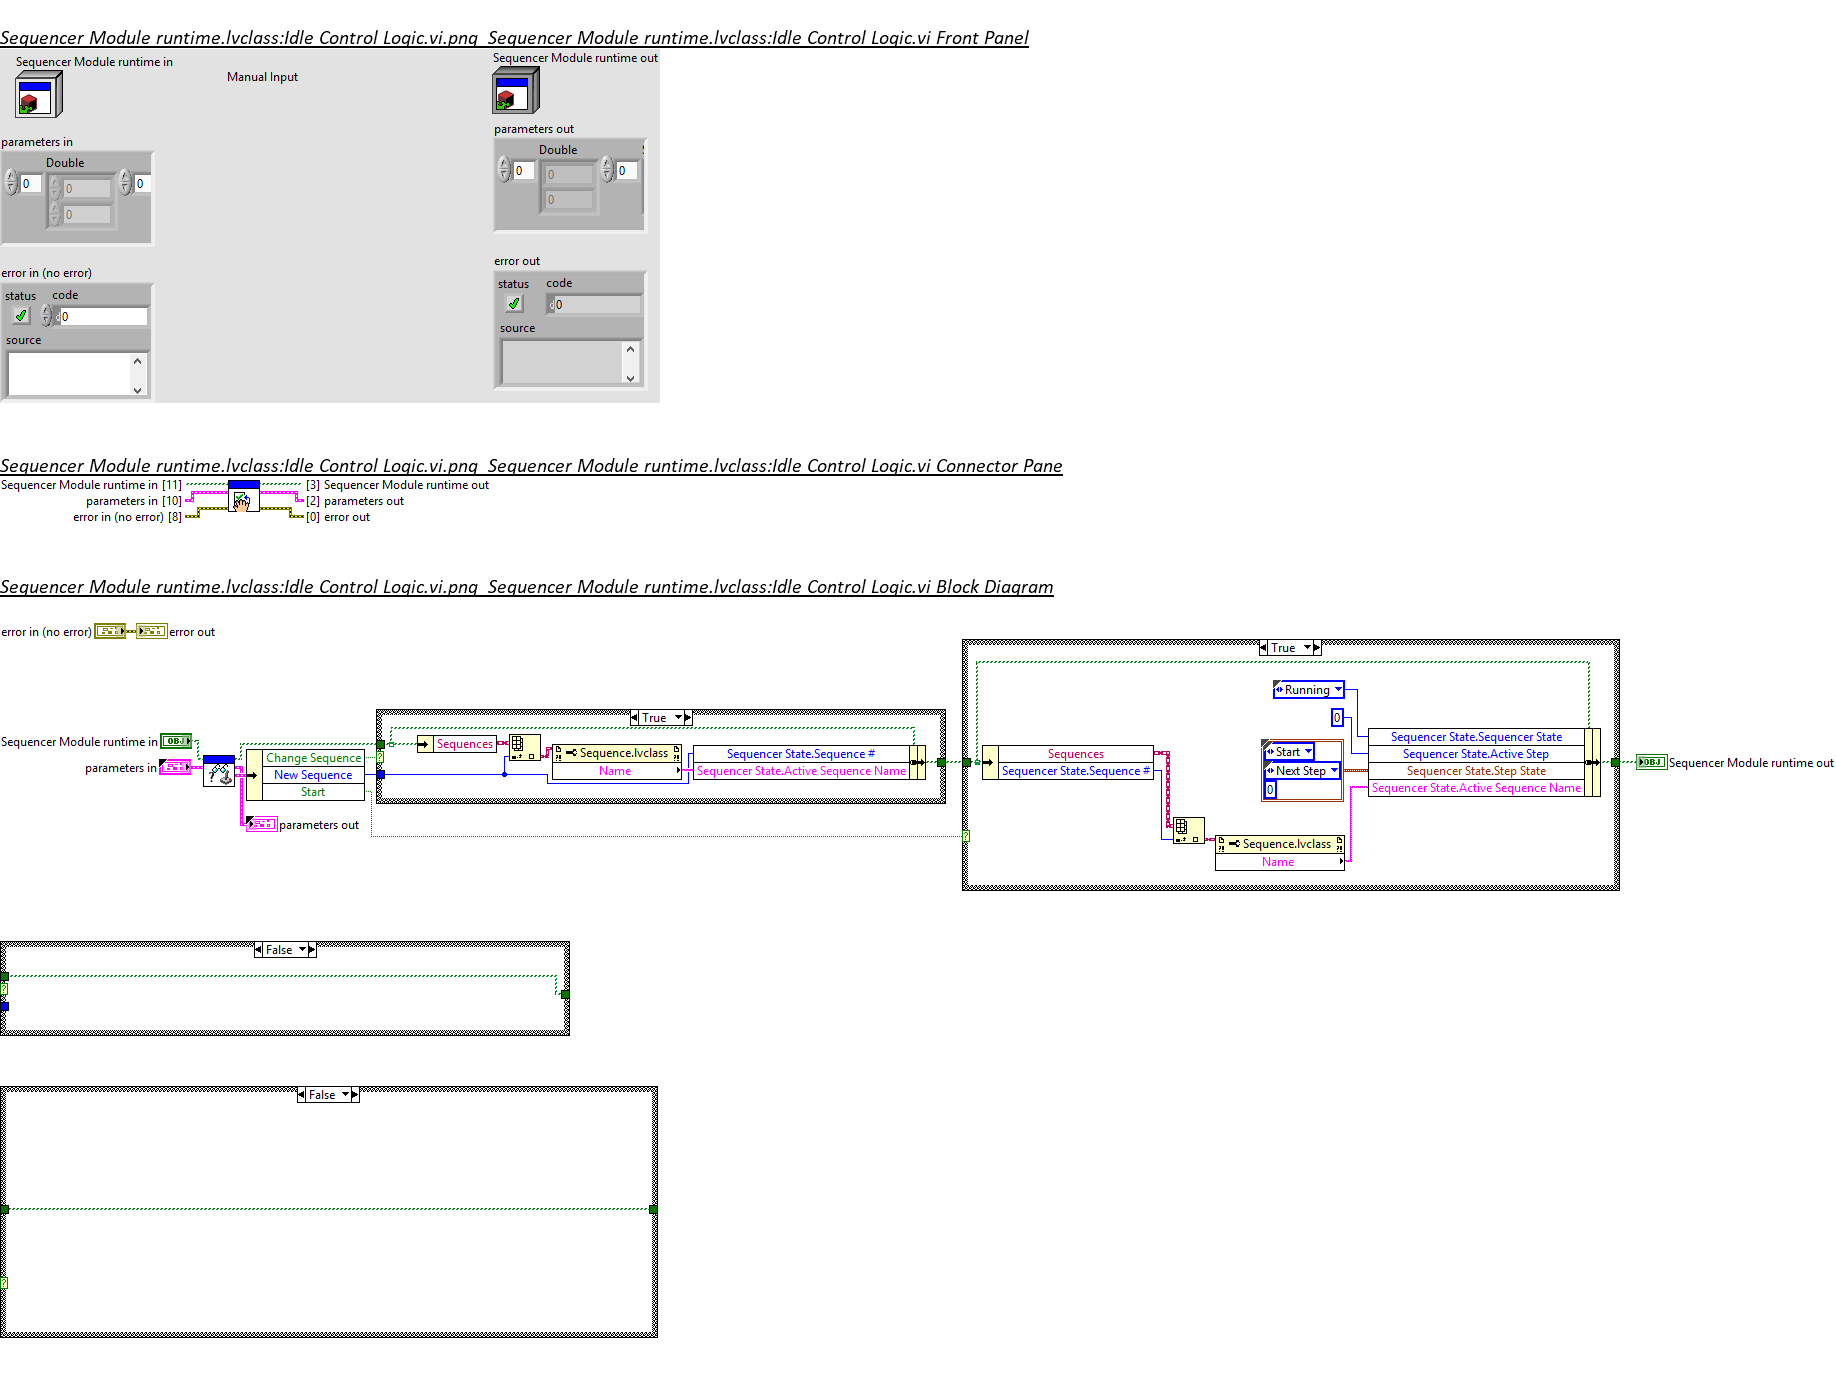 Sequencer Module runtime.lvclass:Idle Control Logic.vi.png  Sequencer Module runtime.lvclass:Idle Control Logic.vi Front Panel
Sequencer Module runtime in
Manual Input
Sequencer Module runtime out
parameters in
Double
0
0
0
0
parameters out
Double
0
0
0
0
error in (no error)
status
code
0
source
error out
status
code
0
source
Sequencer Module runtime.lvclass:Idle Control Logic.vi.png  Sequencer Module runtime.lvclass:Idle Control Logic.vi Connector Pane
Sequencer Module runtime in [11]
[3] Sequencer Module runtime out
parameters in [10]
[2] parameters out
error in (no error) [8]
[0] error out
Sequencer Module runtime.lvclass:Idle Control Logic.vi.png  Sequencer Module runtime.lvclass:Idle Control Logic.vi Block Diagram
error in (no error)
error out
Sequencer Module runtime in
OBJ
parameters in
Change Sequence
New Sequence
Start
parameters out
True
Sequences
Sequence.lvclass
Name
Sequencer State.Sequence #
Sequencer State.Active Sequence Name
True
Running
0
Start
Next Step
0
Sequences
Sequencer State.Sequence #
Sequence.lvclass
Name
Sequencer State.Sequencer State
Sequencer State.Active Step
Sequencer State.Step State
Sequencer State.Active Sequence Name
OBJ
Sequencer Module runtime out
False
False